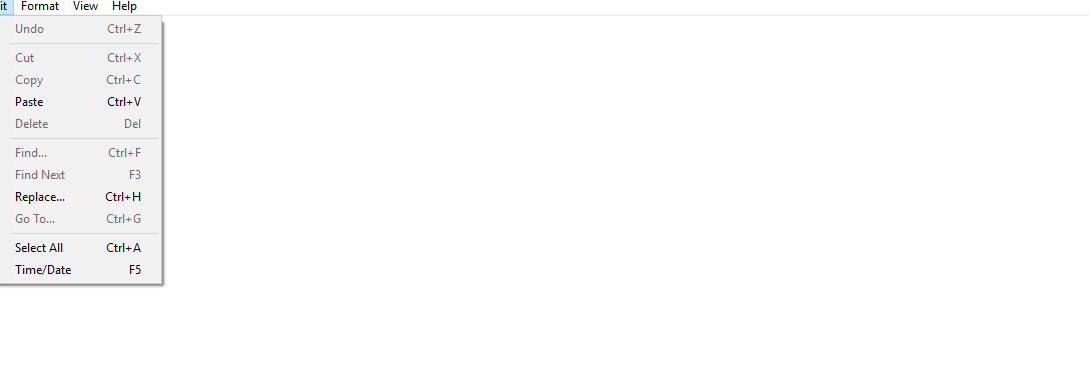 it Format View Help
Undo Ctrl+Z
Cut Ctrl+X
Copy Ctrl+C
Paste Ctrl+V
Delete Del
Find... Ctrl+F
Find Next F3
Replace... Ctrl+H
Go To... Ctrl+G
Select All Ctrl+A
Time/Date F5